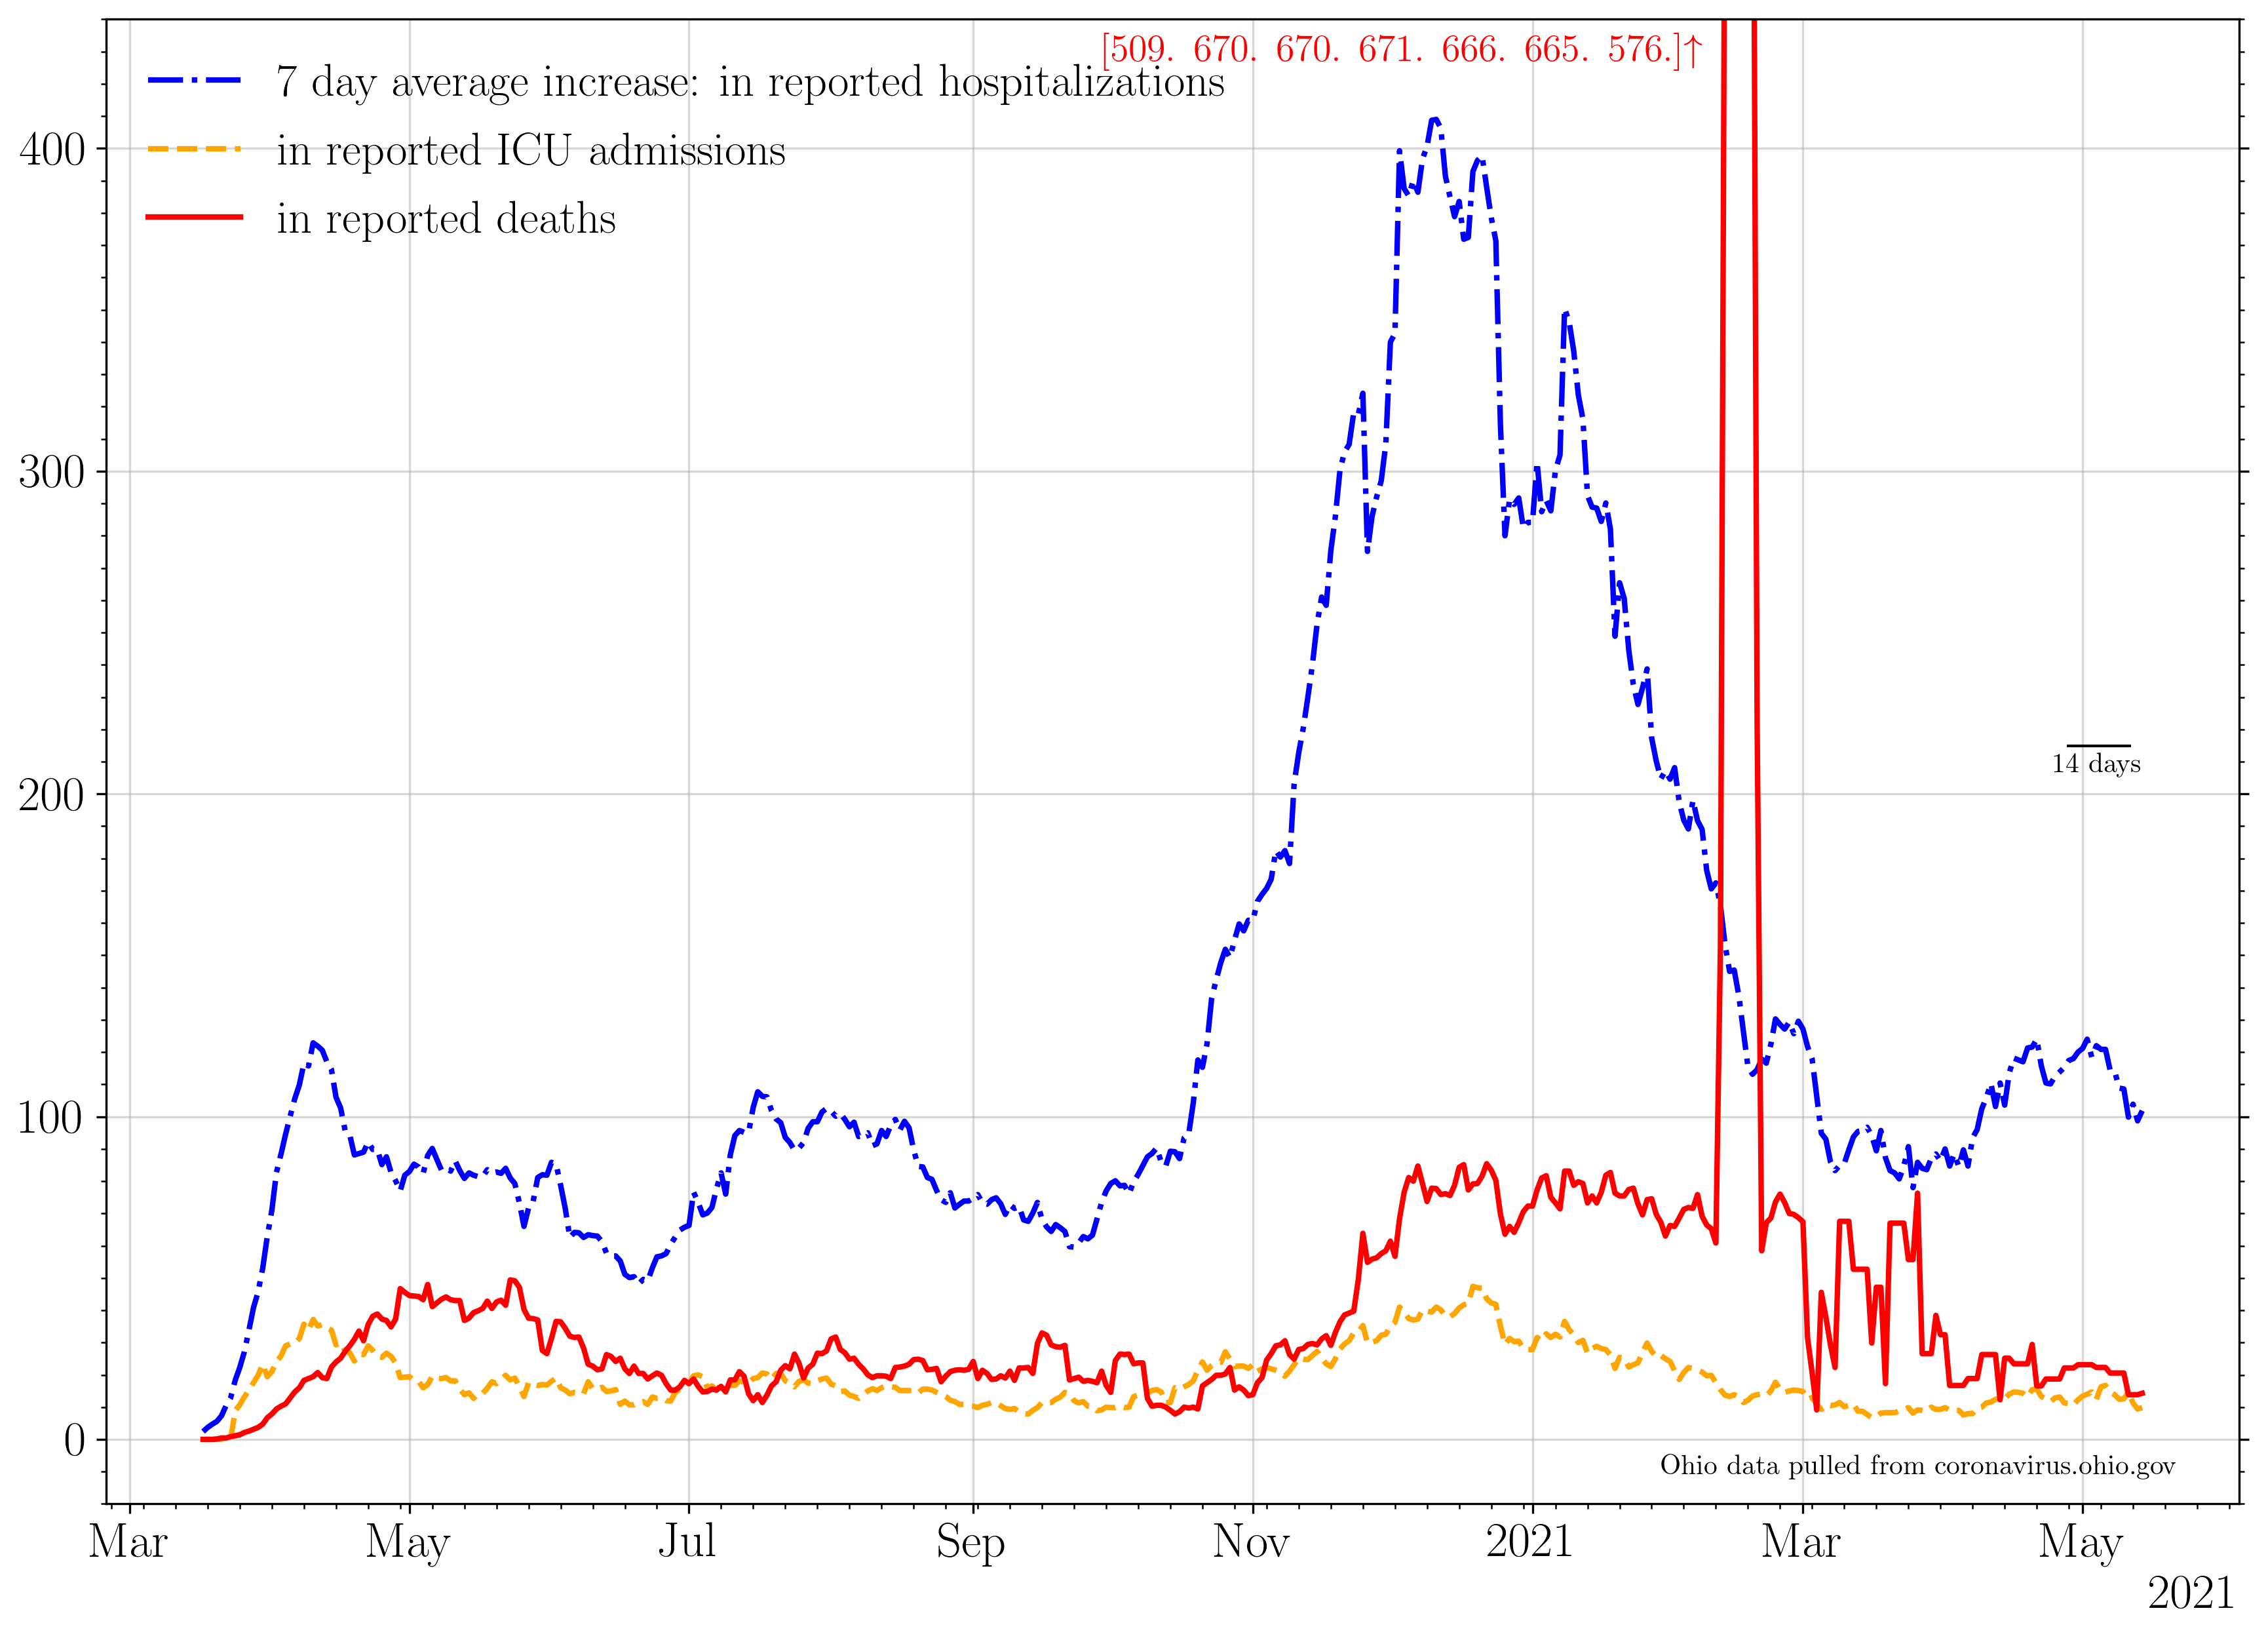 [509. 670. 670. 671. 666. 665. 576.]↑
7 day average increase: in reported hospitalizations
in reported ICU admissions
in reported deaths
400
300
200
100
0
14 days
Ohio data pulled from coronavirus.ohio.gov
Mar May Jul Sep Nov 2021 Mar May
2021